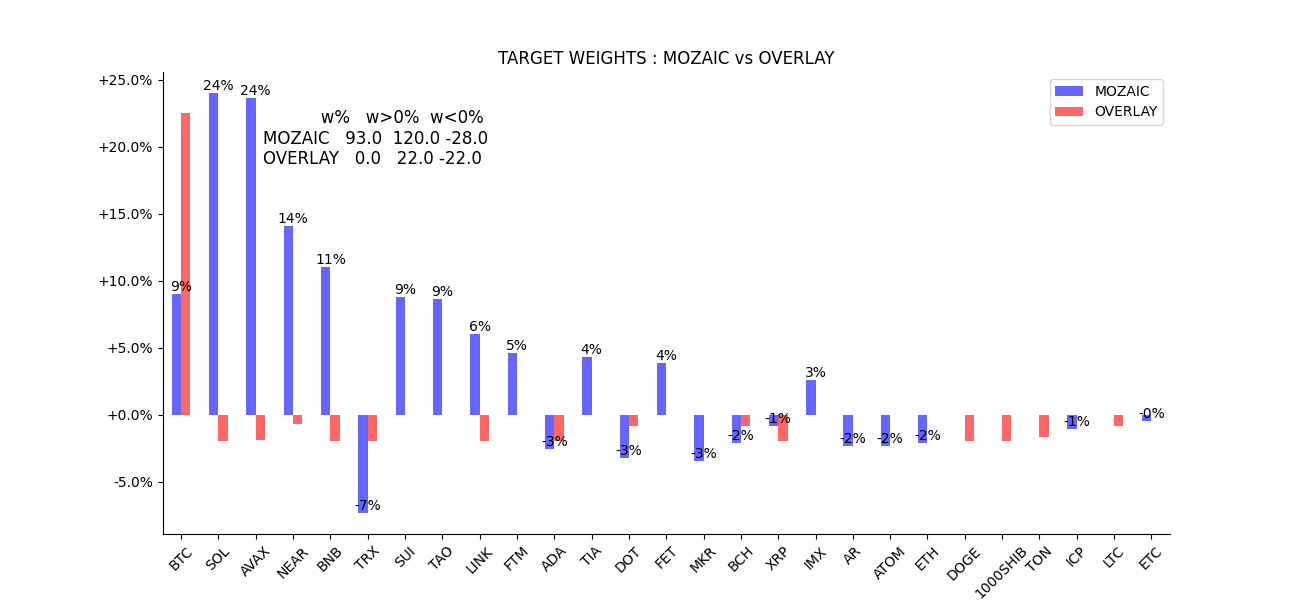 TARGET WEIGHTS : MOZAIC vs OVERLAY
+25.0%
+20.0%
+15.0%
+10.0%
+5.0%
+0.0%
-5.0%
MOZAIC
OVERLAY
w% w>0% w<0%
MOZAIC 93.0 120.0 -28.0
OVERLAY 0.0 22.0 -22.0
9%
24%
24%
14%
11%
-7%
9%
9%
6%
5%
-3%
4%
-3%
4%
-3%
-2%
-1%
3%
-2%
-2%
-2%
-1%
-0%
BTC
SOL
AVAX
NEAR
BNB
TRX
SUI
TAO
LINK
FTM
ADA
TIA
DOT
FET
MKR
BCH
XRP
IMX
AR
ATOM
ETH
DOGE
1000SHIB
TON
ICP
LTC
ETC